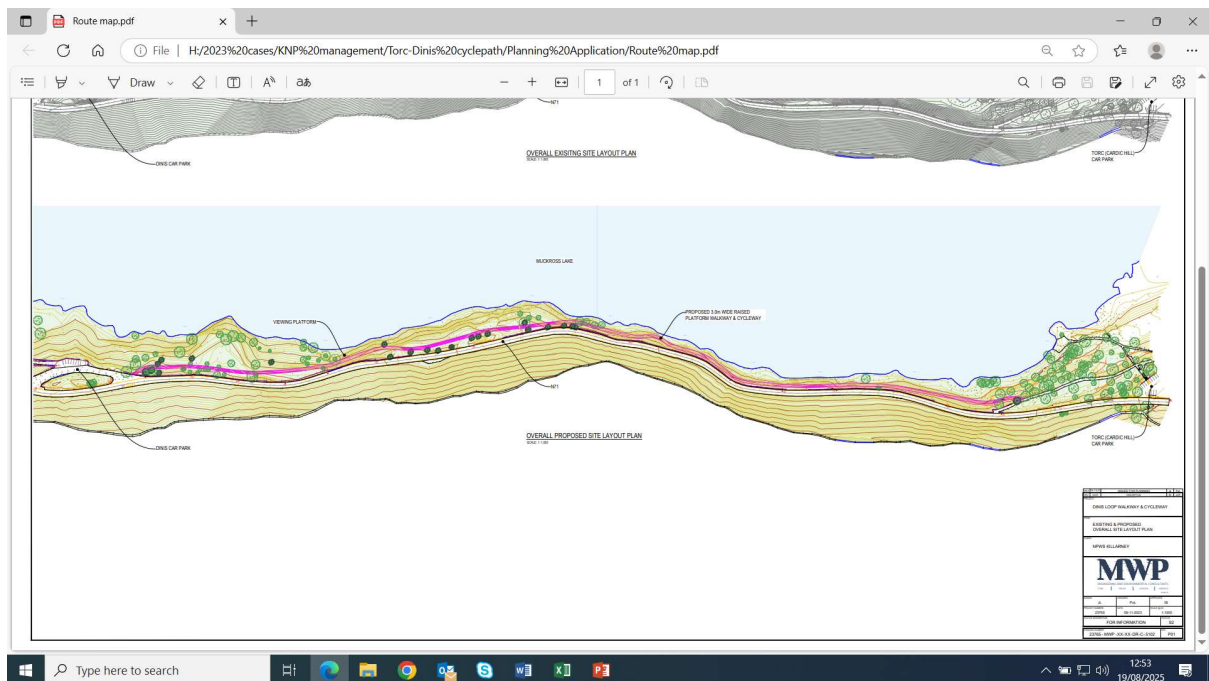 Route map.pdf
File | H:/2023%20cases/KNP%20management/Torc-Dinis%20cyclepath/Planning%20Application/Route%20map.pdf
Draw
aあ
1
of 1
N71
DINIS CAR PARK
OVERALL EXISITNG SITE LAYOUT PLAN
TORC (CARDIC HILL)
CAR PARK
MUCKROSS LAKE
VIEWING PLATFORM
PROPOSED 3.0m WIDE RAISED
PLATFORM WALKWAY & CYCLEWAY
N71
OVERALL PROPOSED SITE LAYOUT PLAN
DINIS CAR PARK
TORC (CARDIC HILL)
CAR PARK
DINIS LOOP WALKWAY & CYCLEWAY
EXISTING & PROPOSED
OVERALL SITE LAYOUT PLAN
NPWS KILLARNEY
MWP
FOR INFORMATION
P01
Type here to search
12:53
19/08/2025